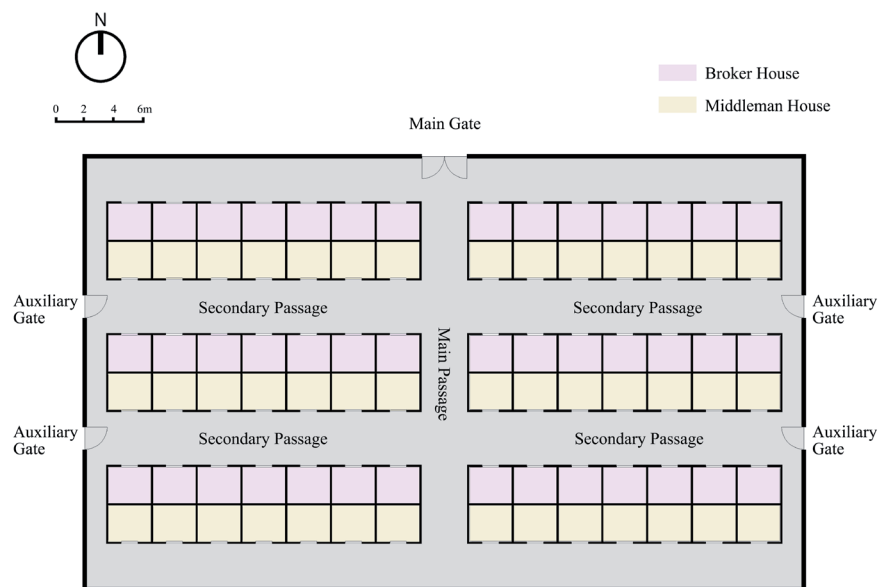 N
0 2 4 6m
Broker House
Middleman House
Main Gate
Auxiliary
Gate
Secondary Passage
Secondary Passage
Auxiliary
Gate
Main Passage
Auxiliary
Gate
Secondary Passage
Secondary Passage
Auxiliary
Gate